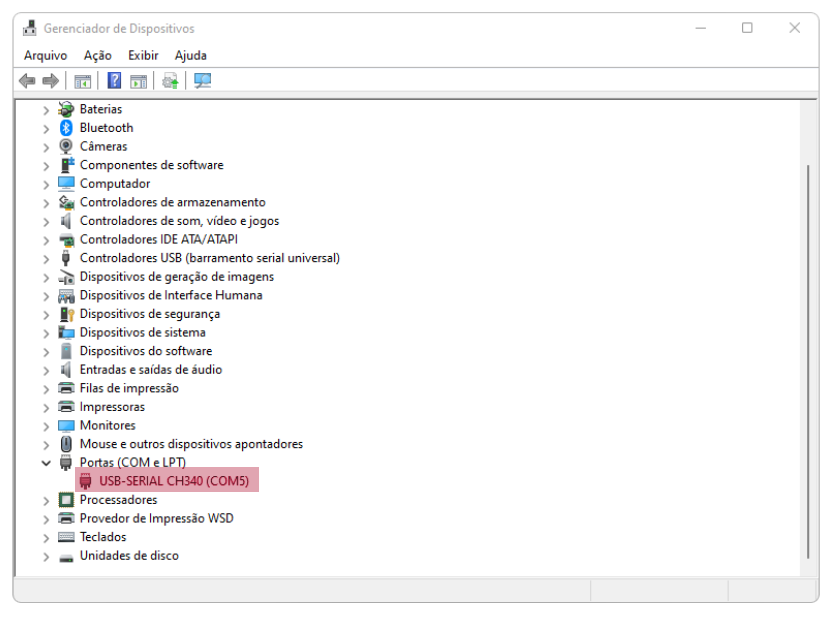 Gerenciador de Dispositivos
Arquivo Ação Exibir Ajuda
Baterias
Bluetooth
Câmeras
Componentes de software
Computador
Controladores de armazenamento
Controladores de som, vídeo e jogos
Controladores IDE ATA/ATAPI
Controladores USB (barramento serial universal)
Dispositivos de geração de imagens
Dispositivos de Interface Humana
Dispositivos de segurança
Dispositivos de sistema
Dispositivos do software
Entradas e saídas de áudio
Filas de impressão
Impressoras
Monitores
Mouse e outros dispositivos apontadores
Portas (COM e LPT)
USB-SERIAL CH340 (COM5)
Processadores
Provedor de Impressão WSD
Teclados
Unidades de disco